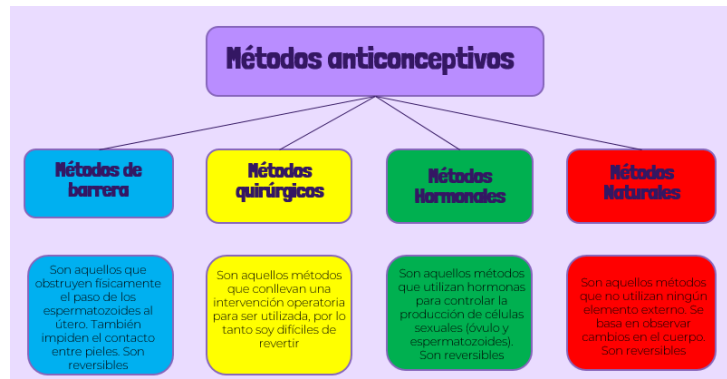 Métodos anticonceptivos
Métodos de
barrera
Métodos
quirúrgicos
Métodos
Hormonales
Métodos
Naturales
Son aquellos que
obstruyen físicamente
el paso de los
espermatozoides al
útero. También
impiden el contacto
entre pieles. Son
reversibles
Son aquellos métodos
que conllevan una
intervención operatoria
para ser utilizada, por lo
tanto soy difíciles de
revertir
Son aquellos métodos
que utilizan hormonas
para controlar la
producción de células
sexuales (óvulo y
espermatozoides).
Son reversibles
Son aquellos métodos
que no utilizan ningún
elemento externo. Se
basa en observar
cambios en el cuerpo.
Son reversibles